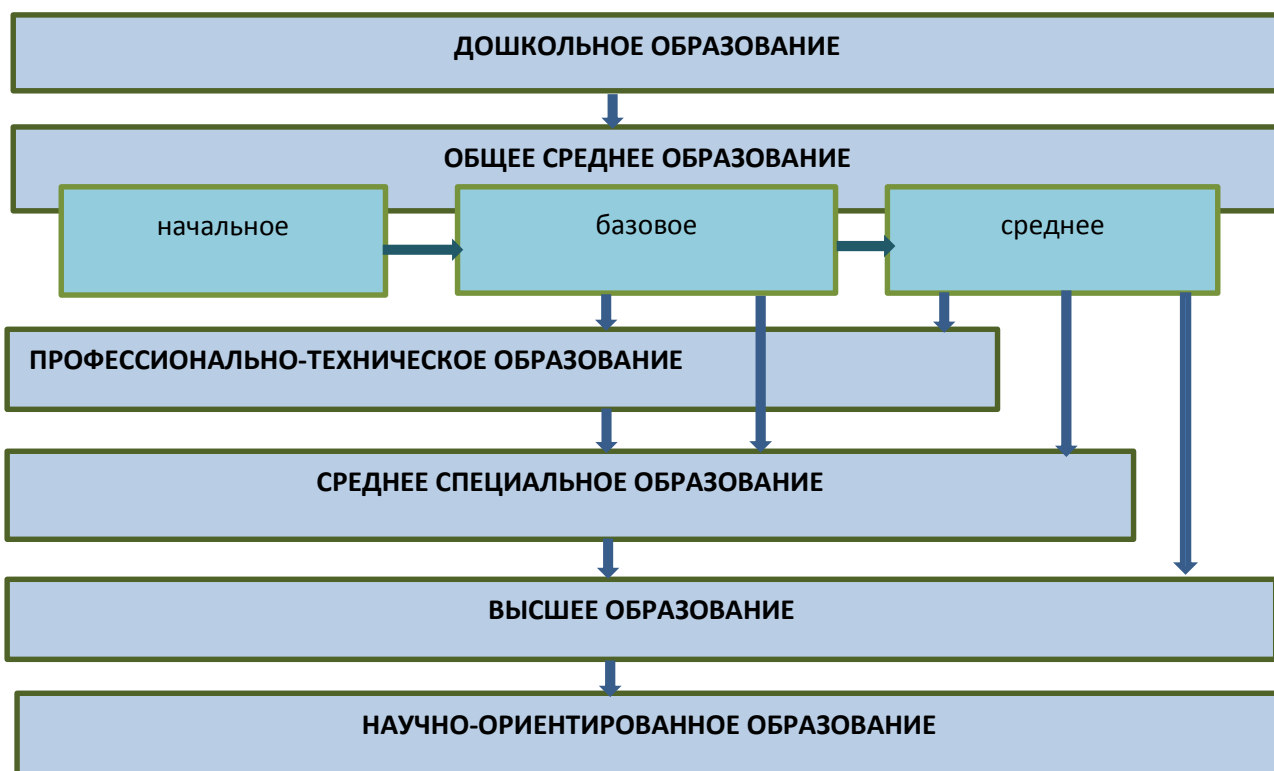 ДОШКОЛЬНОЕ ОБРАЗОВАНИЕ
ОБЩЕЕ СРЕДНЕЕ ОБРАЗОВАНИЕ
начальное
базовое
среднее
ПРОФЕССИОНАЛЬНО-ТЕХНИЧЕСКОЕ ОБРАЗОВАНИЕ
СРЕДНЕЕ СПЕЦИАЛЬНОЕ ОБРАЗОВАНИЕ
ВЫСШЕЕ ОБРАЗОВАНИЕ
НАУЧНО-ОРИЕНТИРОВАННОЕ ОБРАЗОВАНИЕ